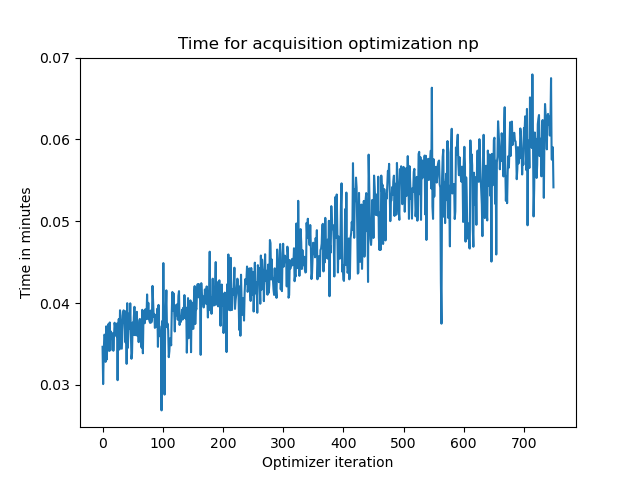 Time for acquisition optimization np
Time in minutes
0.07
0.06
0.05
0.04
0.03
0 100 200 300 400 500 600 700
Optimizer iteration